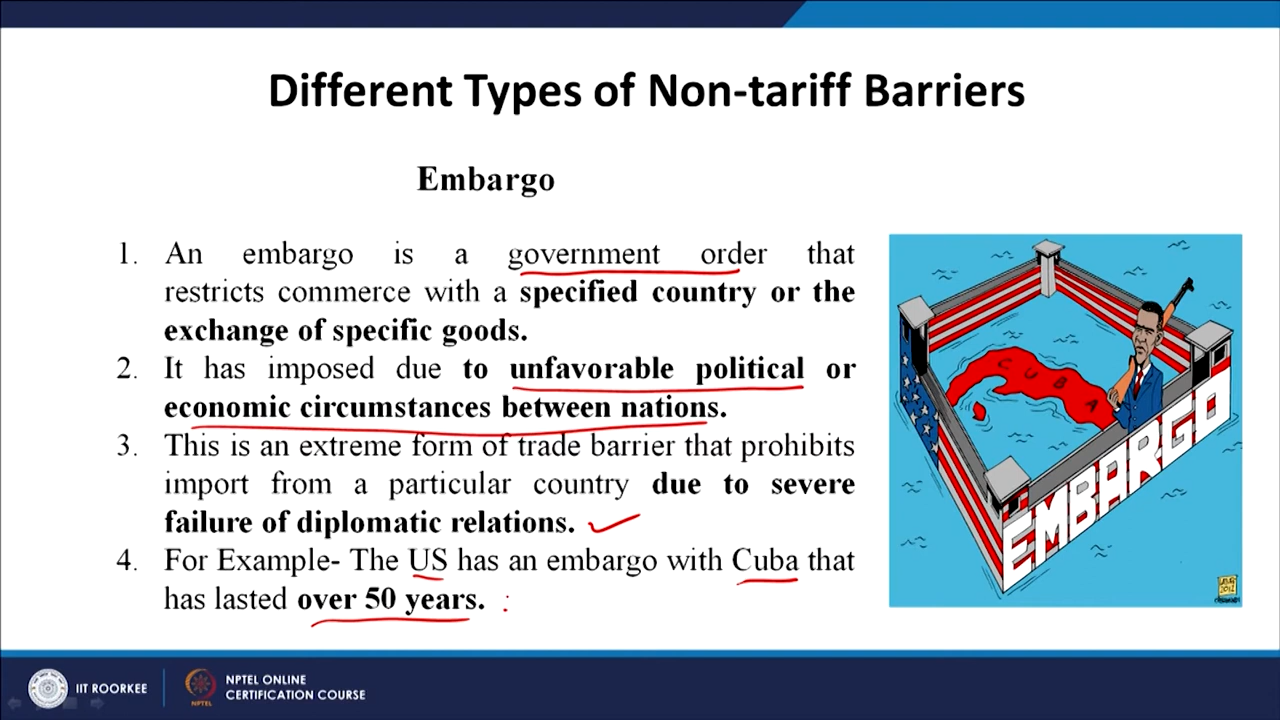 Different Types of Non-tariff Barriers
Embargo
1. An embargo is a government order that
restricts commerce with a specified country or the
exchange of specific goods.
2. It has imposed due to unfavorable political or
economic circumstances between nations.
3. This is an extreme form of trade barrier that prohibits
import from a particular country due to severe
failure of diplomatic relations.
4. For Example- The US has an embargo with Cuba that
has lasted over 50 years.
CUBA
EMBARGO
IIT ROORKEE
NPTEL
NPTEL ONLINE
CERTIFICATION COURSE